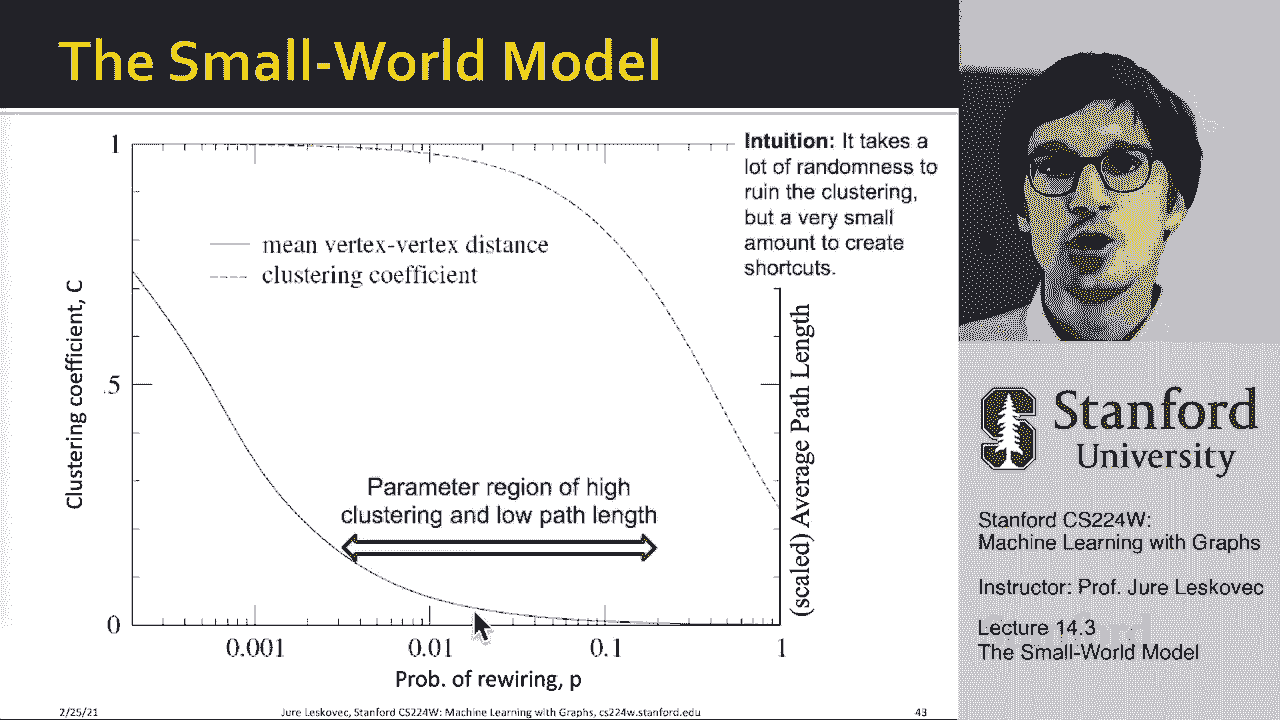 The Small-World Model
1
.5
0
Clustering coefficient, C
mean vertex-vertex distance
clustering coefficient
Intuition: It takes a
lot of randomness to
ruin the clustering,
but a very small
amount to create
shortcuts.
Parameter region of high
clustering and low path length
(scaled) Average Path Length
0.001
0.01
0.1
1
Prob. of rewiring, p
2/25/21
Jure Leskovec, Stanford CS224W: Machine Learning with Graphs, cs224w.stanford.edu
43
Stanford
University
Stanford CS224W:
Machine Learning with Graphs
Instructor: Prof. Jure Leskovec
Lecture 14.3
The Small-World Model